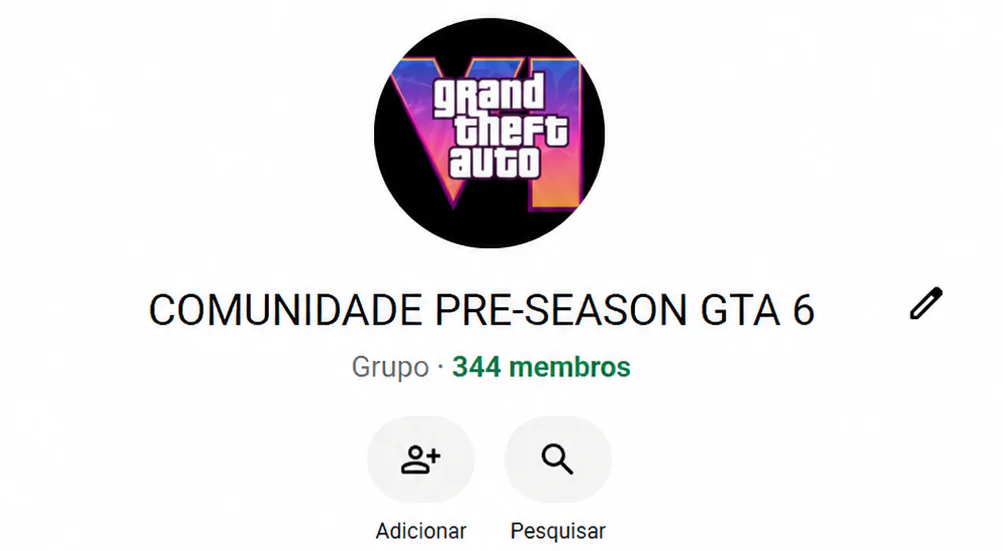 grand
theft
auto
VI
COMUNIDADE PRE-SEASON GTA 6
Grupo · 344 membros
Adicionar
Pesquisar